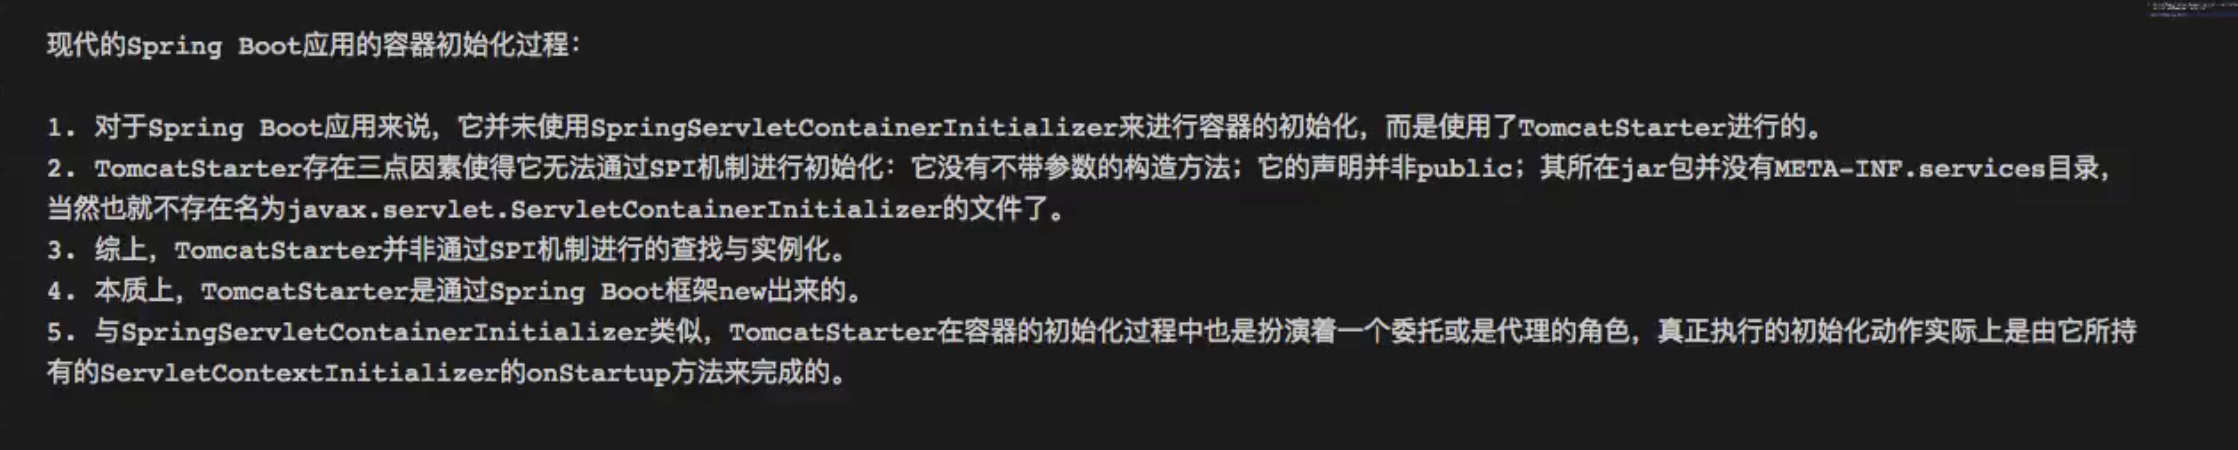 现代的Spring Boot应用的容器初始化过程：
1. 对于Spring Boot应用来说，它并未使用SpringServletContainerInitializer来进行容器的初始化，而是使用了TomcatStarter进行的。
2. TomcatStarter存在三点因素使得它无法通过SPI机制进行初始化：它没有不带参数的构造方法；它的声明并非public；其所在jar包并没有META-INF.services目录，
当然也就不存在名为javax.servlet.ServletContainerInitializer的文件了。
3. 综上，TomcatStarter并非通过SPI机制进行的查找与实例化。
4. 本质上，TomcatStarter是通过Spring Boot框架new出来的。
5. 与SpringServletContainerInitializer类似，TomcatStarter在容器的初始化过程中也是扮演着一个委托或是代理的角色，真正执行的初始化动作实际上是由它所持
有的ServletContextInitializer的onStartup方法来完成的。